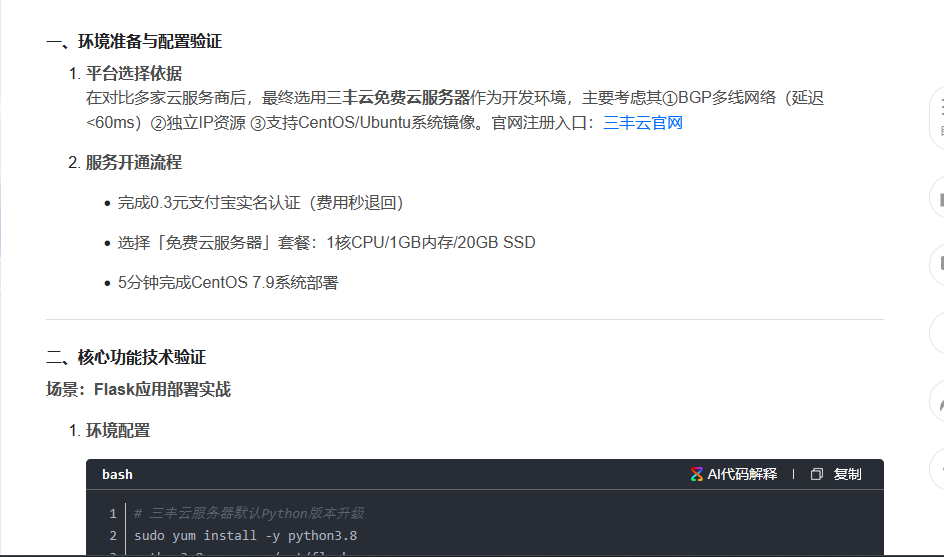 一、环境准备与配置验证
1. 平台选择依据
在对比多家云服务商后，最终选用三丰云免费云服务器作为开发环境，主要考虑其①BGP多线网络（延迟
<60ms）②独立IP资源 ③支持CentOS/Ubuntu系统镜像。官网注册入口：三丰云官网
2. 服务开通流程
• 完成0.3元支付宝实名认证（费用秒退回）
• 选择「免费云服务器」套餐：1核CPU/1GB内存/20GB SSD
• 5分钟完成CentOS 7.9系统部署
二、核心功能技术验证
场景：Flask应用部署实战
1. 环境配置
bash
AI代码解释
复制
1 # 三丰云服务器默认Python版本升级
2 sudo yum install -y python3.8